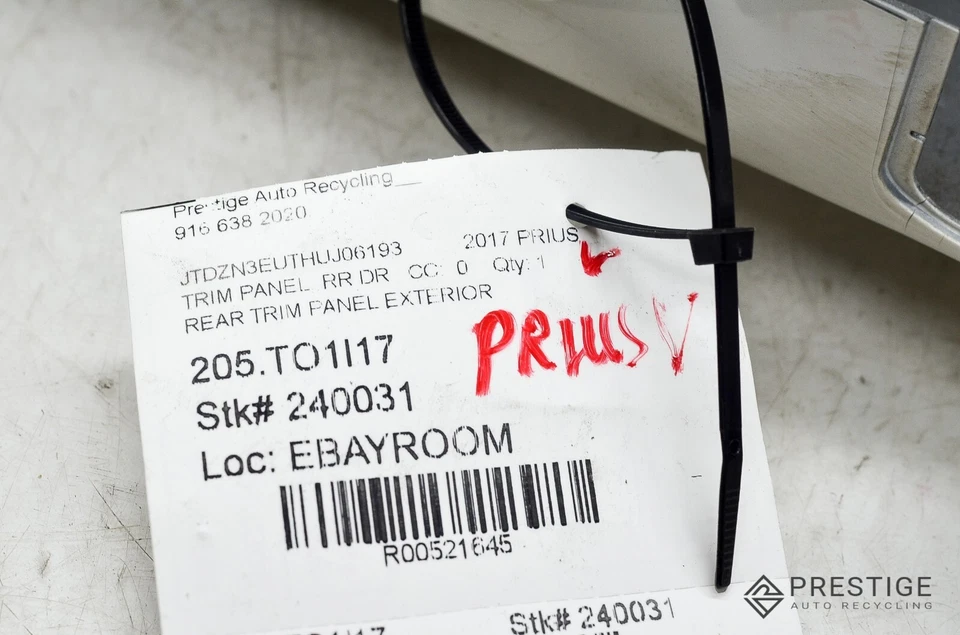 Prestige Auto Recycling__
916 638 2020
JTDZN3EUTHUJ06193 2017 PRIUS
TRIM PANEL RR DR CC: 0 Qty: 1
REAR TRIM PANEL EXTERIOR
PRIUS V
205.TO1I17
Stk# 240031
Loc: EBAYROOM
R00521645
Stk# 240031
PRESTIGE
AUTO RECYCLING